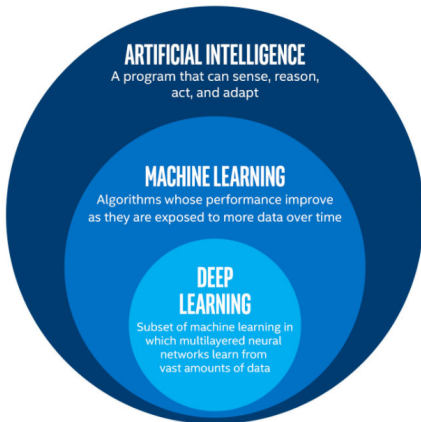 ARTIFICIAL INTELLIGENCE
A program that can sense, reason,
act, and adapt
MACHINE LEARNING
Algorithms whose performance improve
as they are exposed to more data over time
DEEP
LEARNING
Subset of machine learning in
which multilayered neural
networks learn from
vast amounts of data